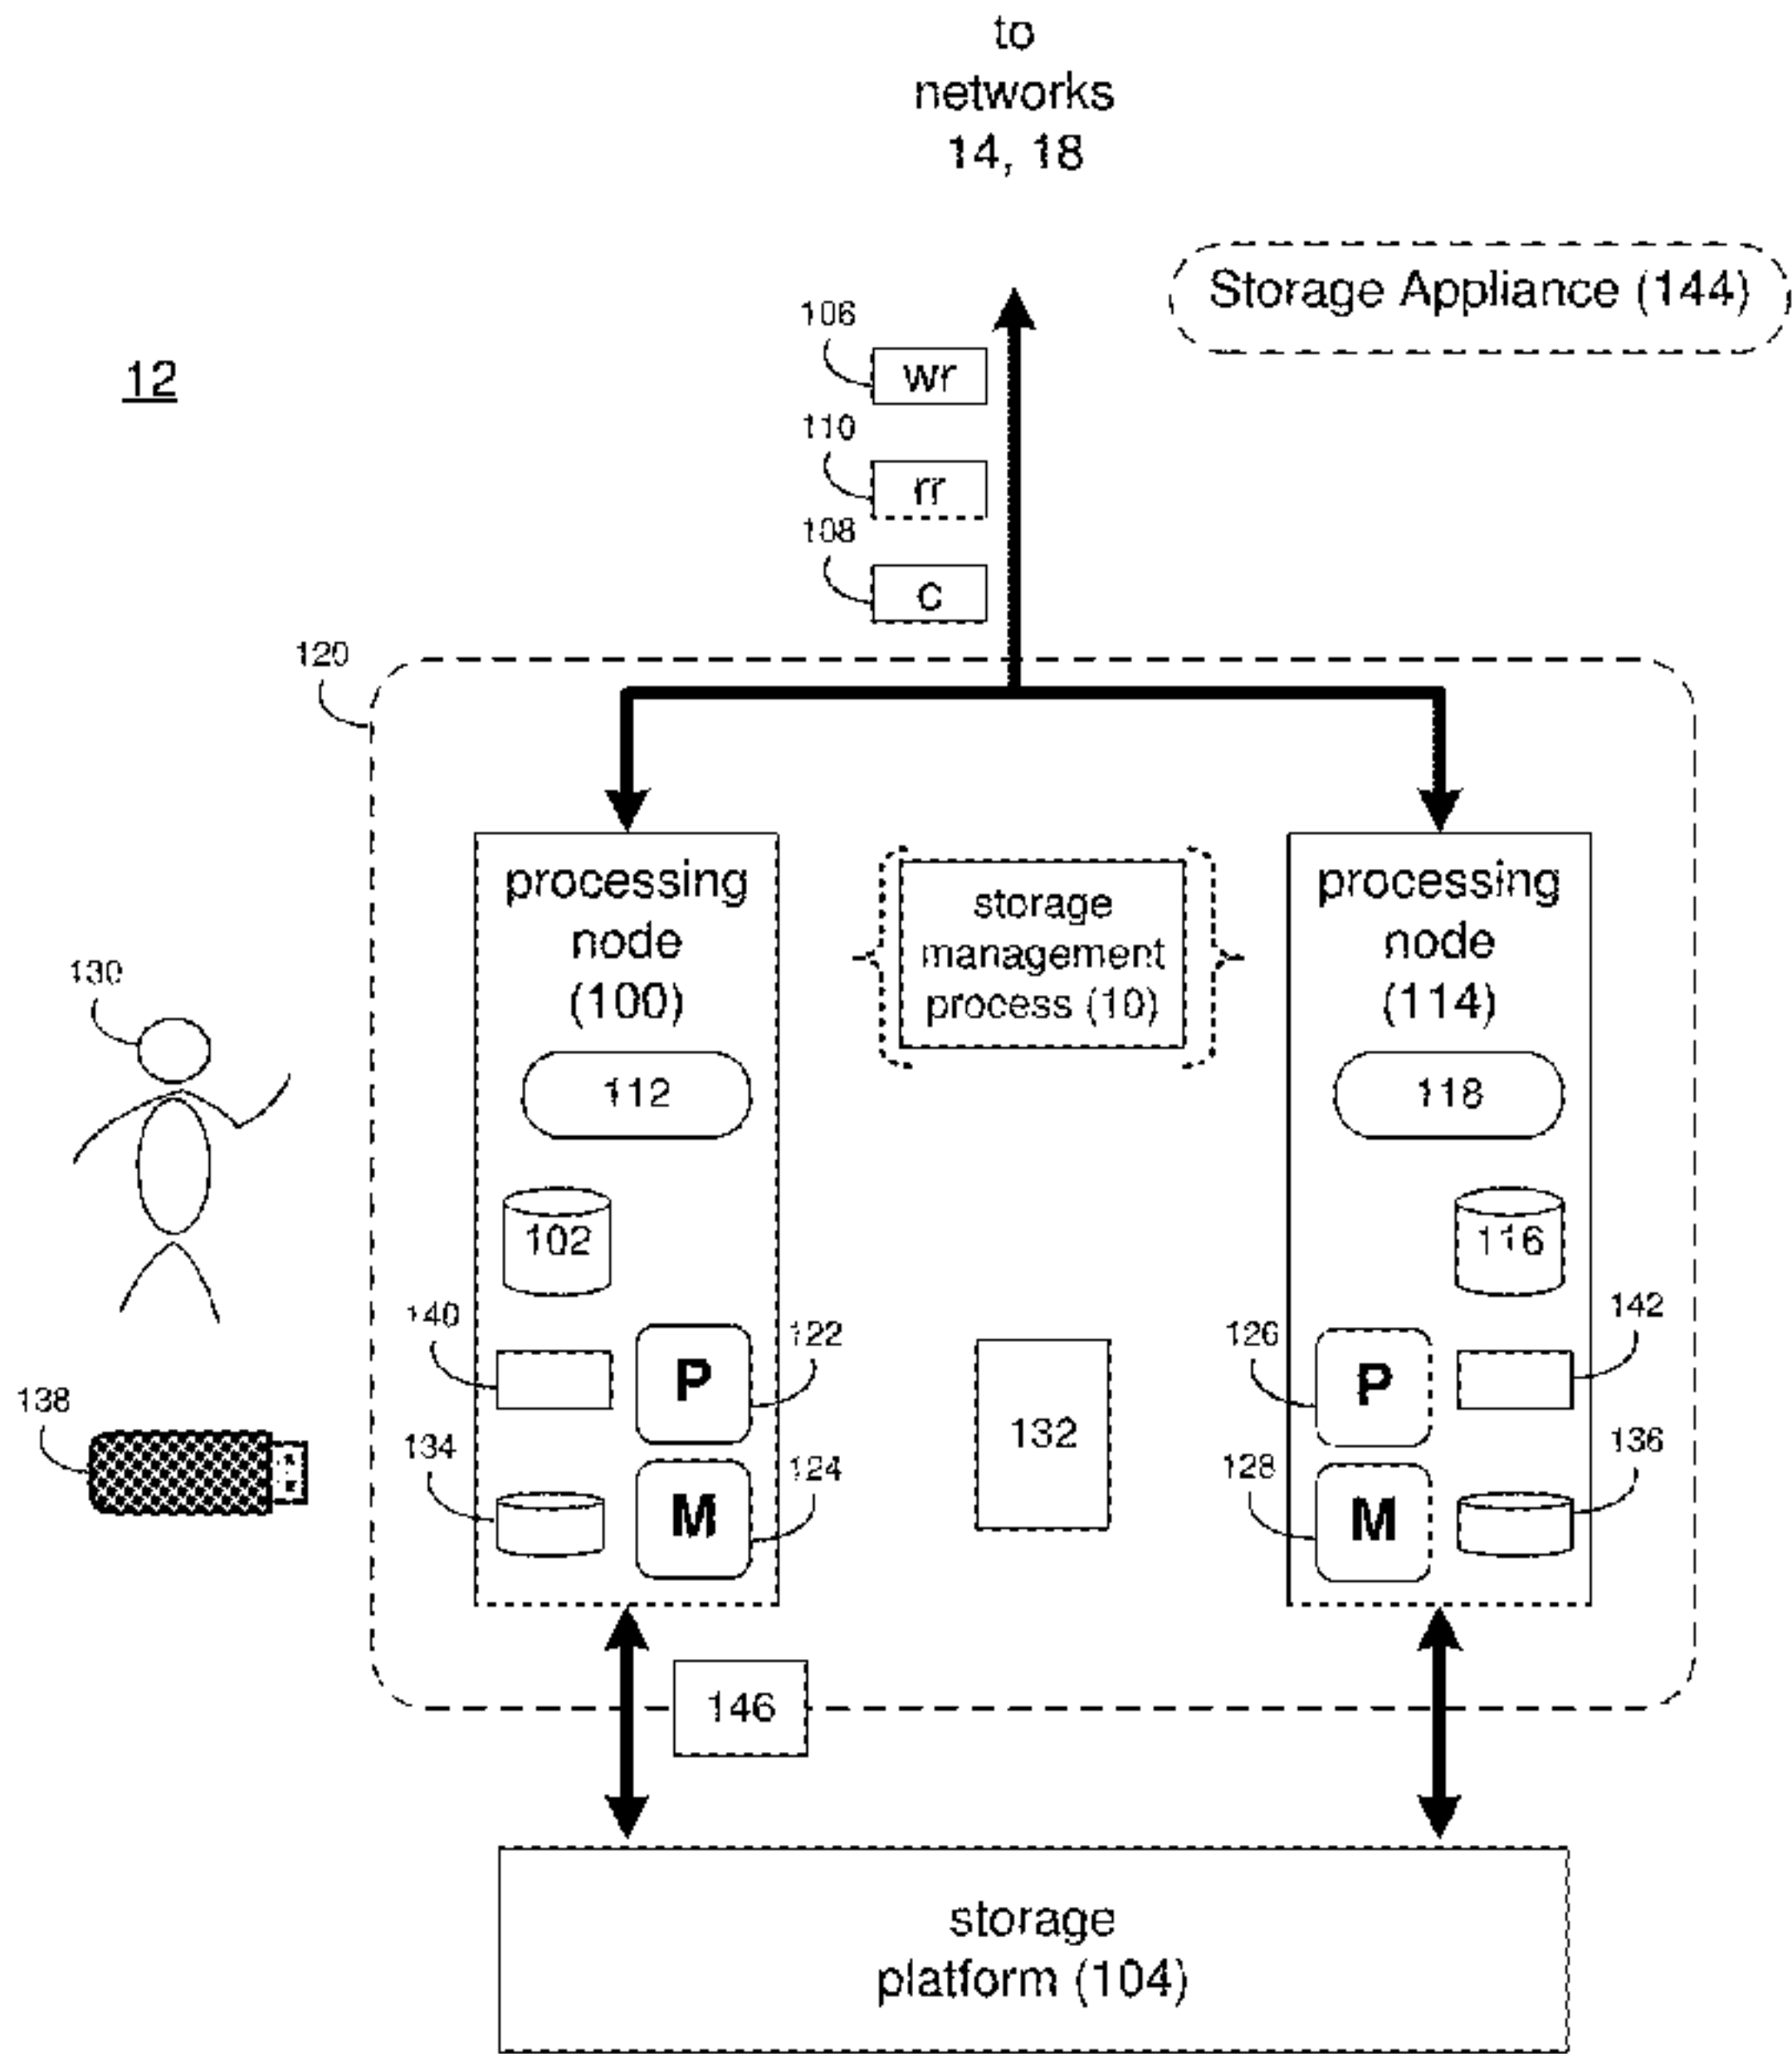 to
networks
14, 18
Storage Appliance (144)
12
106
wr
110
rr
108
c
120
processing
node
(100)
storage
management
process (10)
processing
node
(114)
130
112
118
102
116
140
P
122
126
P
142
138
134
M
124
132
128
M
136
146
storage
platform (104)